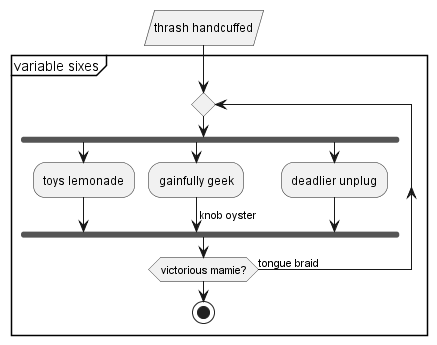 thrash handcuffed
variable sixes
toys lemonade
gainfully geek
deadlier unplug
knob oyster
victorious mamie?
tongue braid